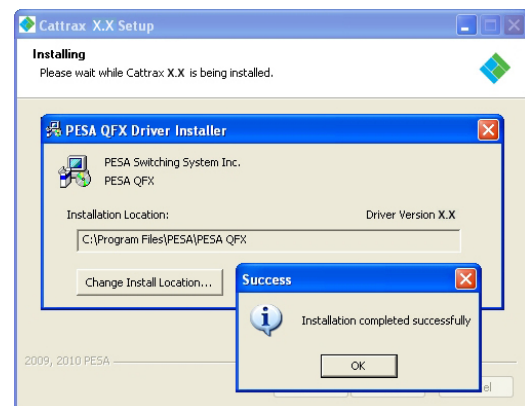 Cattrax X.X Setup
Installing
Please wait while Cattrax X.X is being installed.
PESA QFX Driver Installer
PESA Switching System Inc.
PESA QFX
Installation Location:
Driver Version X.X
C:\Program Files\PESA\PESA QFX
Change Install Location...
Success
Installation completed successfully
OK
2009, 2010 PESA
el